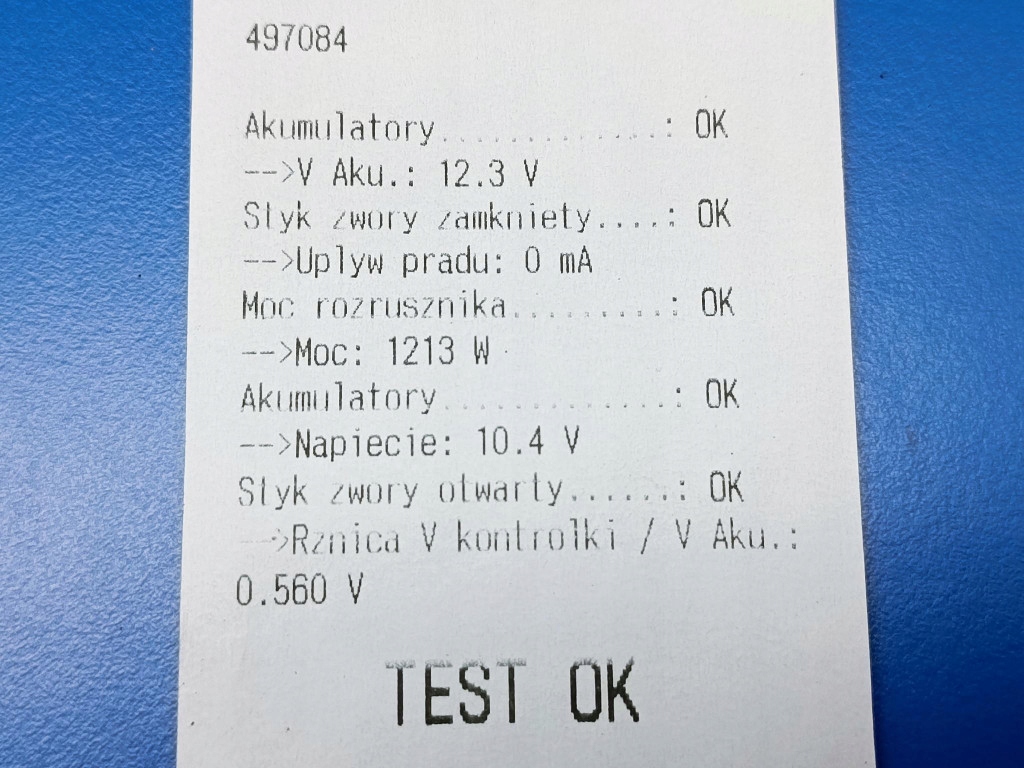 497084
Akumulatory.............: OK
-->V Aku.: 12.3 V
Styk zwory zamkniety....: OK
-->Uplyw pradu: 0 mA
Moc rozrusznika.........: OK
-->Moc: 1213 W
Akumulatory.............: OK
-->Napiecie: 10.4 V
Styk zwory otwarty......: OK
-->Rznica V kontrolki / V Aku.:
0.560 V
TEST OK